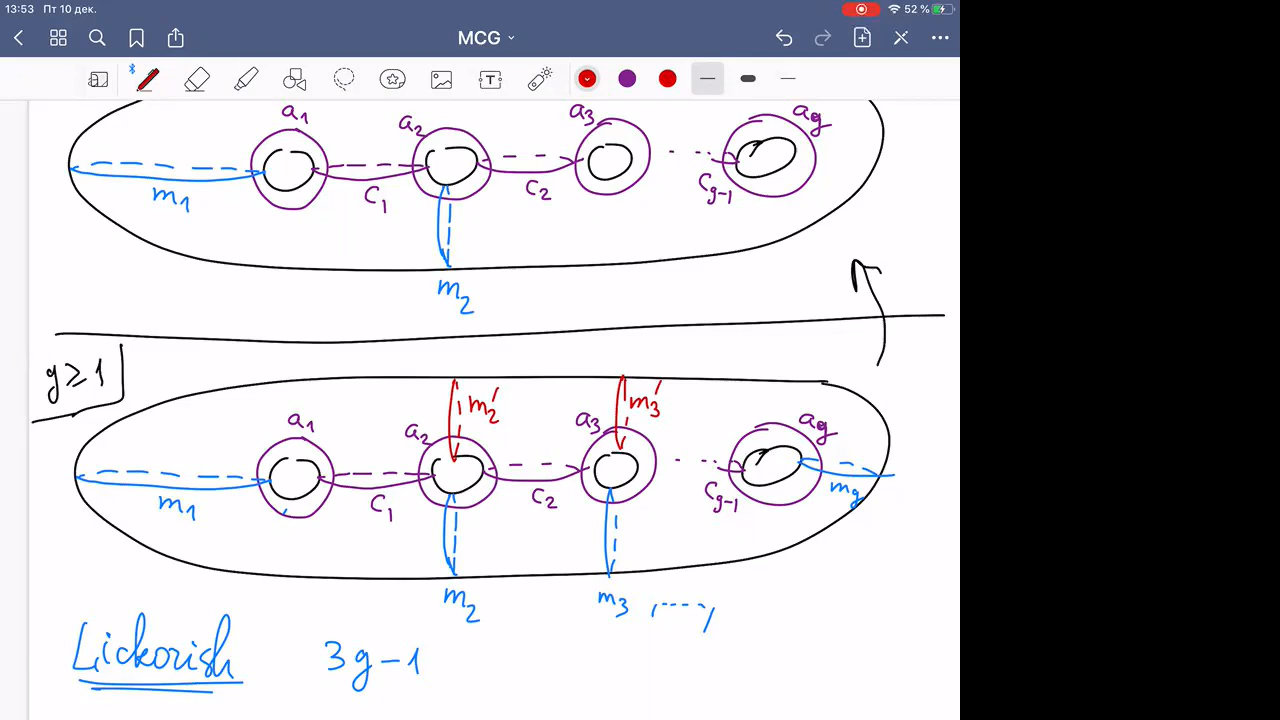 13:53 Пт 10 дек. 52 %
MCG
a1 a2 a3 ag
m1 c1 c2 cg-1
m2
g ≥ 1
m2' m3'
a1 a2 a3 ag
m1 c1 c2 cg-1 mg
m2 m3
Lickorish 3g-1